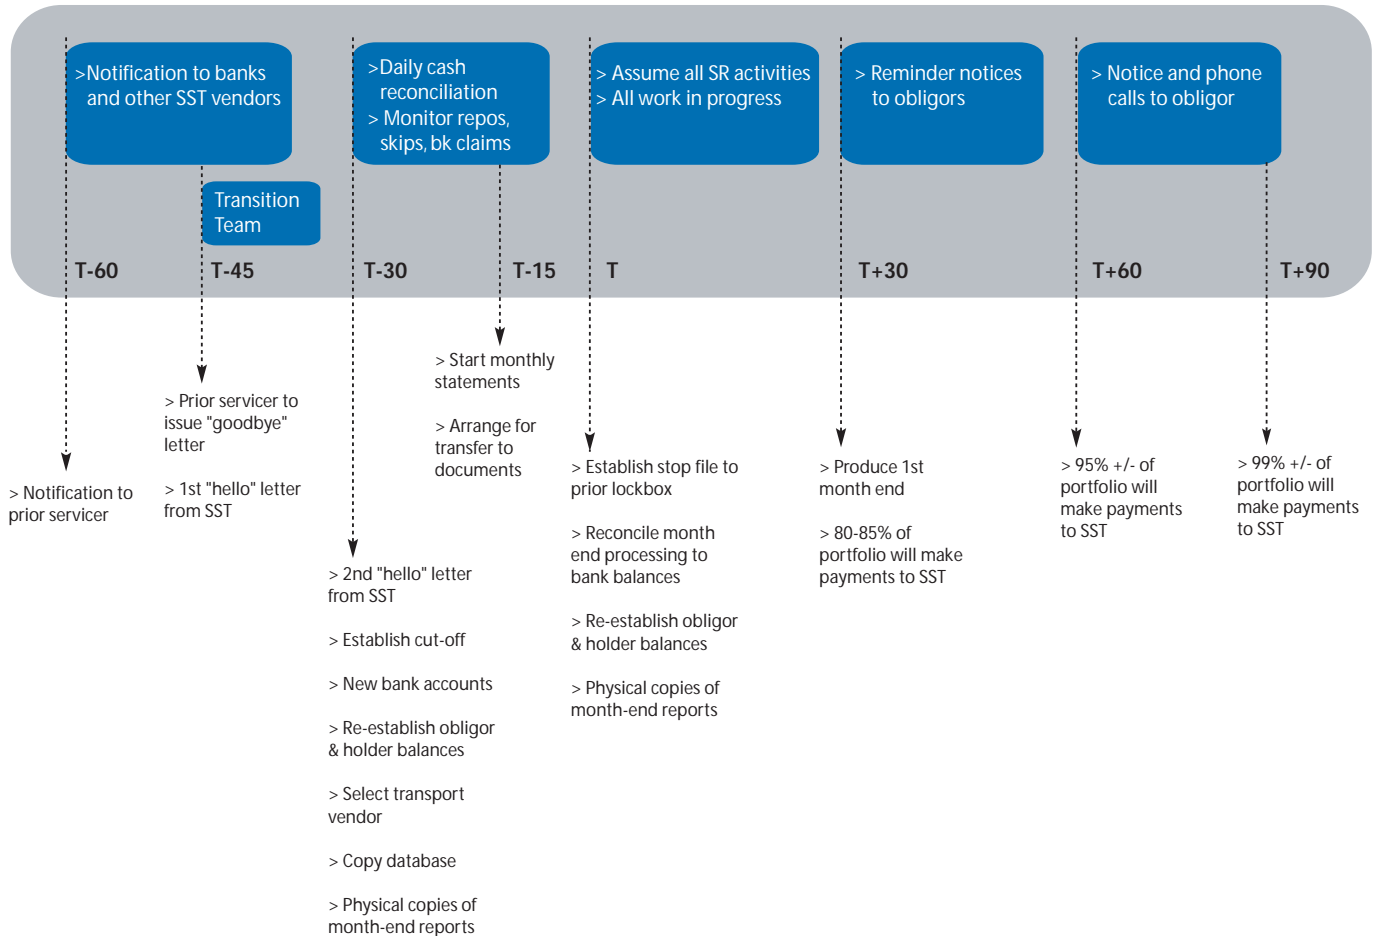 >Notification to banks
and other SST vendors
>Daily cash
reconciliation
> Monitor repos,
skips, bk claims
> Assume all SR activities
> All work in progress
> Reminder notices
to obligors
> Notice and phone
calls to obligor
Transition
Team
T-60
T-45
T-30
T-15
T
T+30
T+60
T+90
> Notification to
prior servicer
> Prior servicer to
issue "goodbye"
letter
> 1st "hello" letter
from SST
> 2nd "hello" letter
from SST
> Establish cut-off
> New bank accounts
> Re-establish obligor
& holder balances
> Select transport
vendor
> Copy database
> Physical copies of
month-end reports
> Start monthly
statements
> Arrange for
transfer to
documents
> Establish stop file to
prior lockbox
> Reconcile month
end processing to
bank balances
> Re-establish obligor
& holder balances
> Physical copies of
month-end reports
> Produce 1st
month end
> 80-85% of
portfolio will make
payments to SST
> 95% +/- of
portfolio will
make payments
to SST
> 99% +/- of
portfolio will
make payments
to SST